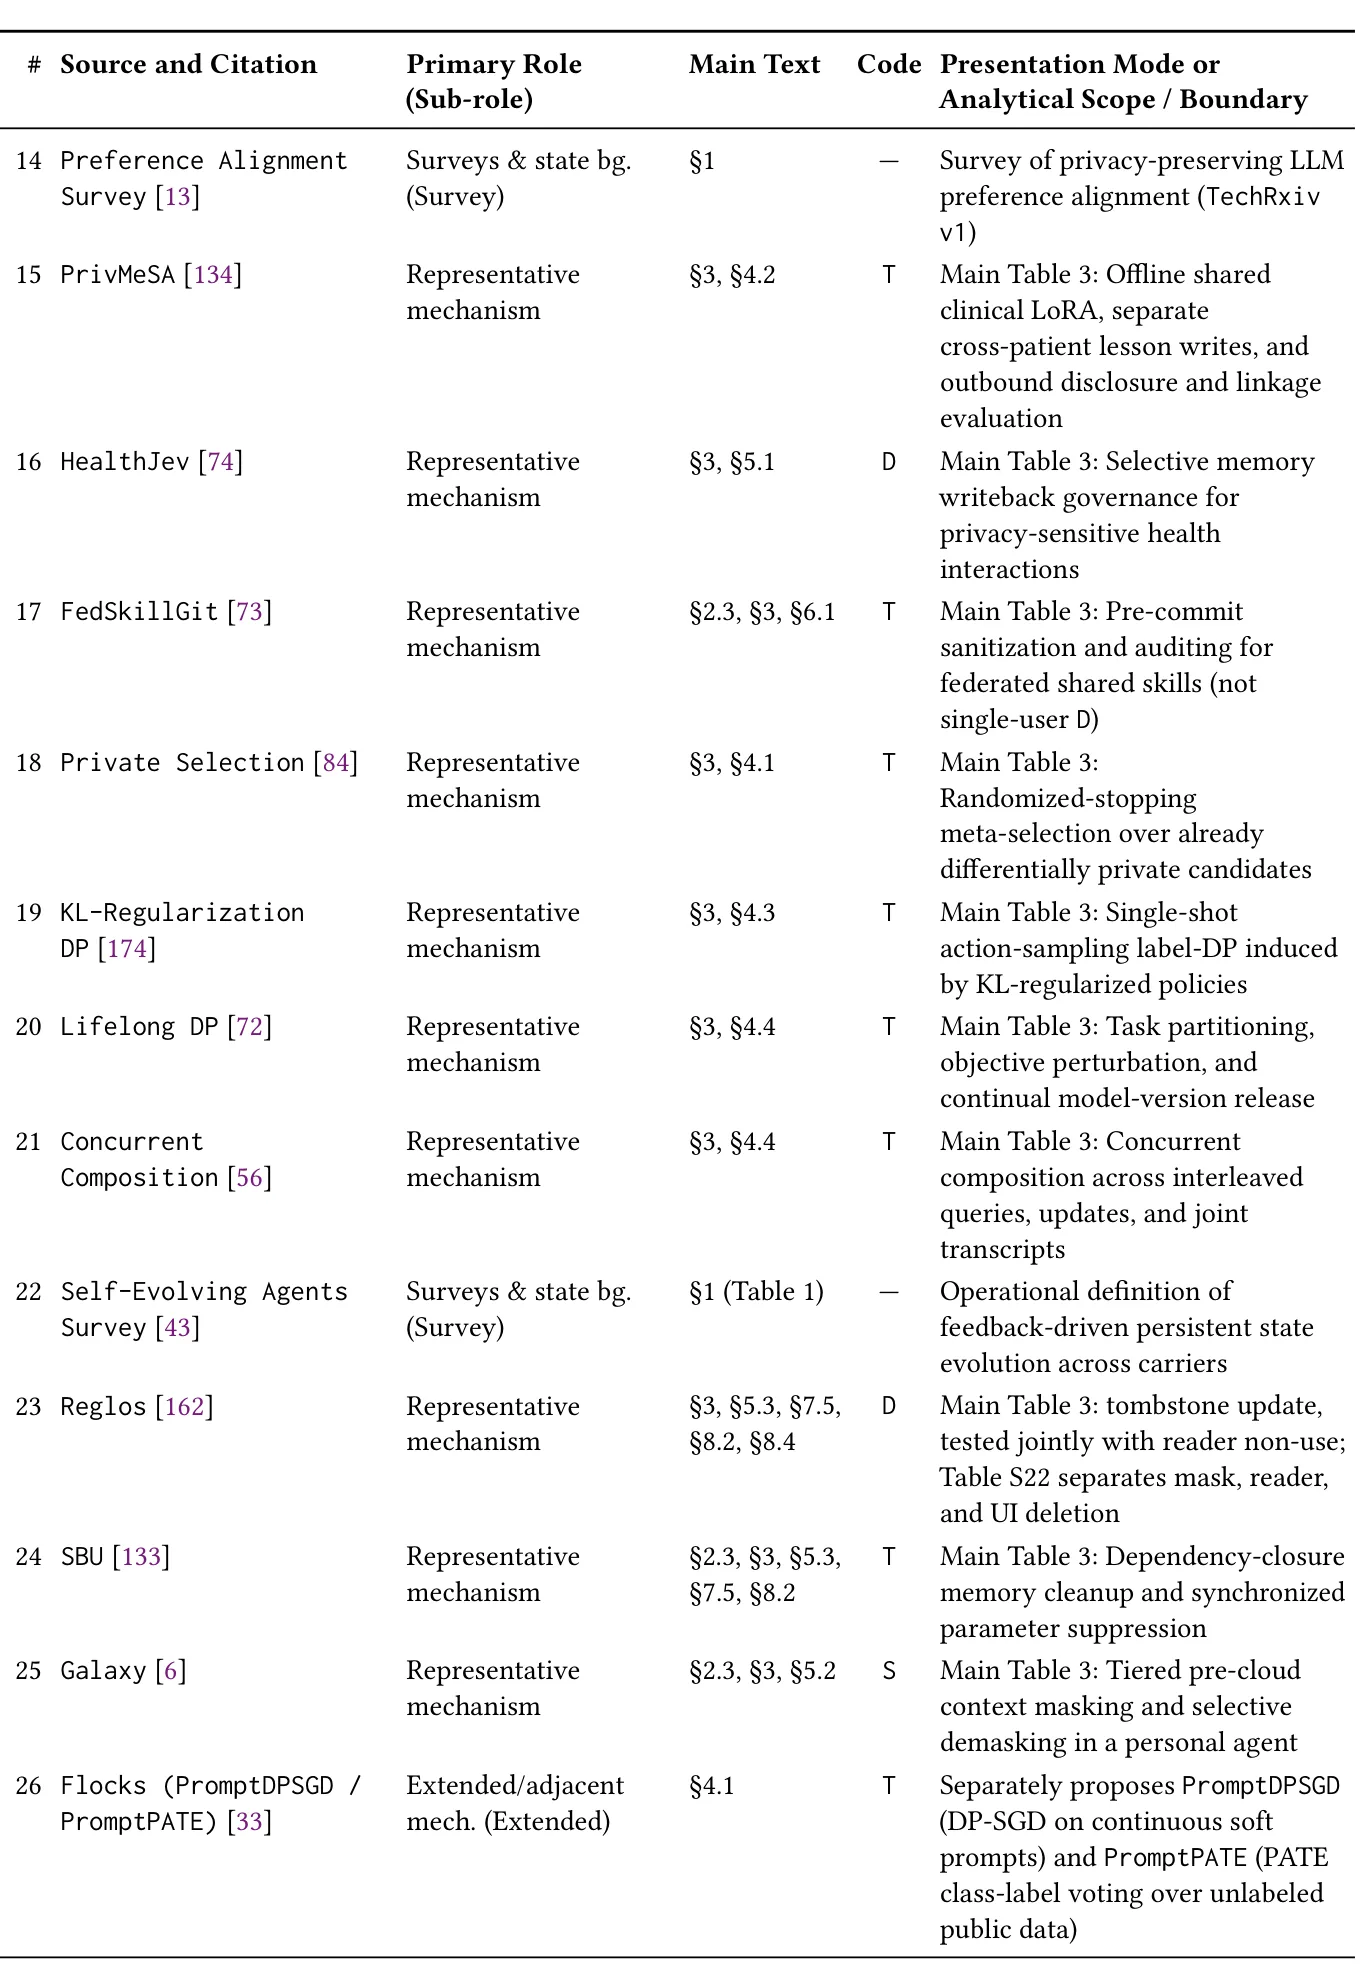 # Source and Citation Primary Role Main Text Code Presentation Mode or
(Sub-role) Analytical Scope / Boundary
14 Preference Alignment Surveys & state bg. §1 — Survey of privacy-preserving LLM
Survey [13] (Survey) preference alignment (TechRxiv
v1)
15 PrivMeSA [134] Representative §3, §4.2 T Main Table 3: Offline shared
mechanism clinical LoRA, separate
cross-patient lesson writes, and
outbound disclosure and linkage
evaluation
16 HealthJev [74] Representative §3, §5.1 D Main Table 3: Selective memory
mechanism writeback governance for
privacy-sensitive health
interactions
17 FedSkillGit [73] Representative §2.3, §3, §6.1 T Main Table 3: Pre-commit
mechanism sanitization and auditing for
federated shared skills (not
single-user D)
18 Private Selection [84] Representative §3, §4.1 T Main Table 3:
mechanism Randomized-stopping
meta-selection over already
differentially private candidates
19 KL-Regularization Representative §3, §4.3 T Main Table 3: Single-shot
DP [174] mechanism action-sampling label-DP induced
by KL-regularized policies
20 Lifelong DP [72] Representative §3, §4.4 T Main Table 3: Task partitioning,
mechanism objective perturbation, and
continual model-version release
21 Concurrent Representative §3, §4.4 T Main Table 3: Concurrent
Composition [56] mechanism composition across interleaved
queries, updates, and joint
transcripts
22 Self-Evolving Agents Surveys & state bg. §1 (Table 1) — Operational definition of
Survey [43] (Survey) feedback-driven persistent state
evolution across carriers
23 Reglos [162] Representative §3, §5.3, §7.5, D Main Table 3: tombstone update,
mechanism §8.2, §8.4 tested jointly with reader non-use;
Table S22 separates mask, reader,
and UI deletion
24 SBU [133] Representative §2.3, §3, §5.3, T Main Table 3: Dependency-closure
mechanism §7.5, §8.2 memory cleanup and synchronized
parameter suppression
25 Galaxy [6] Representative §2.3, §3, §5.2 S Main Table 3: Tiered pre-cloud
mechanism context masking and selective
demasking in a personal agent
26 Flocks (PromptDPSGD / Extended/adjacent §4.1 T Separately proposes PromptDPSGD
PromptPATE) [33] mech. (Extended) (DP-SGD on continuous soft
prompts) and PromptPATE (PATE
class-label voting over unlabeled
public data)